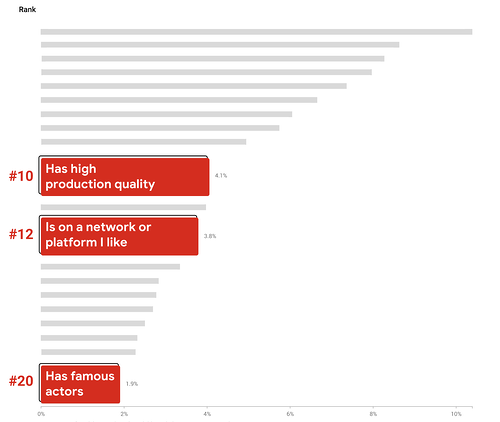 Rank
#10
Has high
production quality
4.1%
#12
Is on a network or
platform I like
3.8%
#20
Has famous
actors
1.9%
0%
2%
4%
6%
8%
10%